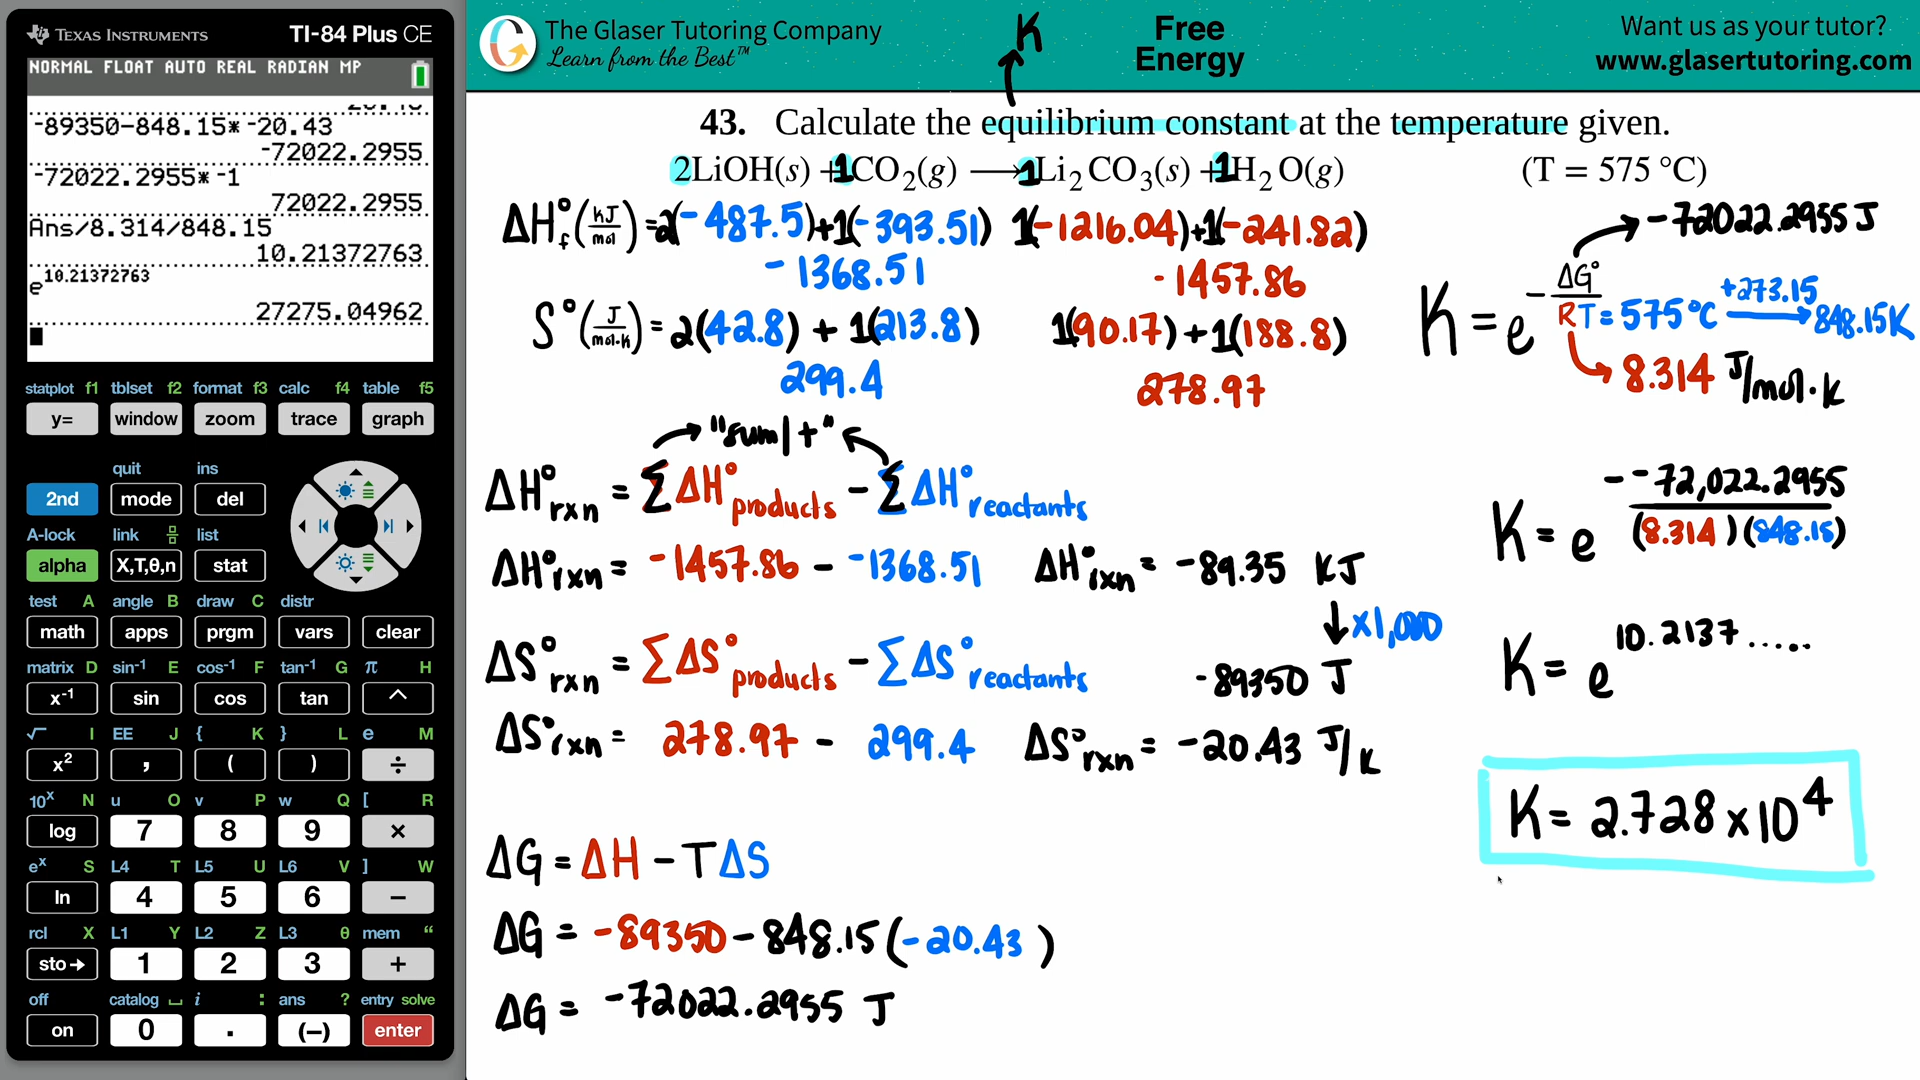 TEXAS INSTRUMENTS TI-84 Plus CE
NORMAL FLOAT AUTO REAL RADIAN MP
-89350-848.15*-20.43
-72022.2955
-72022.2955*-1
72022.2955
Ans/8.314/848.15
10.21372763
e^10.21372763
27275.04962
statplot f1 tblset f2 format f3 calc f4 table f5
y= window zoom trace graph
quit ins
2nd mode del
A-lock link list
alpha X,T,θ,n stat
test A angle B draw C distr
math apps prgm vars clear
matrix D sin⁻¹ E cos⁻¹ F tan⁻¹ G π H
x⁻¹ sin cos tan ^
√ I EE J { K } L e M
x² , ( ) ÷
10ˣ N u O v P w Q [ R
log 7 8 9 ×
eˣ S L4 T L5 U L6 V ] W
ln 4 5 6 −
rcl X L1 Y L2 Z L3 θ mem “
sto→ 1 2 3 +
off catalog ␣ i : ans ? entry solve
on 0 . (−) enter
The Glaser Tutoring Company
Learn from the Best™
K
Free
Energy
Want us as your tutor?
www.glasertutoring.com
43. Calculate the equilibrium constant at the temperature given.
2LiOH(s) + 1CO₂(g) ⟶ 1Li₂CO₃(s) + 1H₂O(g) (T = 575 °C)
ΔH°f (kJ/mol) = 2(-487.5)+1(-393.51) 1(-1216.04)+1(-241.82)
-1368.51 -1457.86
S° (J/mol·K) = 2(42.8) + 1(213.8) 1(90.17)+1(188.8)
299.4 278.97
"sum/+"
ΔH°rxn = ΣΔH°products − ΣΔH°reactants
ΔH°rxn = -1457.86 − -1368.51 ΔH°rxn = -89.35 KJ
↓ ×1,000
-89350 J
ΔS°rxn = ΣΔS°products − ΣΔS°reactants
ΔS°rxn = 278.97 − 299.4 ΔS°rxn = -20.43 J/K
ΔG = ΔH − TΔS
ΔG = -89350 − 848.15(-20.43)
ΔG = -72022.2955 J
→ -72022.2955 J
K = e^−ΔG°/RT
T = 575°C +273.15 → 848.15K
→ 8.314 J/mol·K
K = e^− -72,022.2955/(8.314)(848.15)
K = e^10.2137.....
K = 2.728 × 10⁴